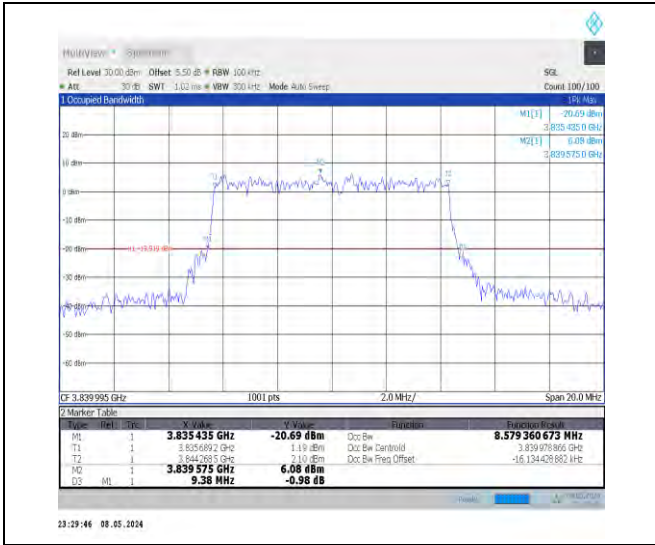 MultiView Spectrum
Ref Level 30.00 dBm Offset 5.50 dB RBW 100 kHz SGL
Att 30 dB SWT 1.02 ms VBW 300 kHz Mode Auto Sweep Count 100/100
1 Occupied Bandwidth 1Pk Max
M1[1] -20.69 dBm
3.835 435 0 GHz
M2[1] 6.08 dBm
3.839 575 0 GHz
20 dBm
10 dBm
0 dBm
-10 dBm
-20 dBm
-30 dBm
-40 dBm
-50 dBm
-60 dBm
CF 3.839 995 GHz 1001 pts 2.0 MHz/ Span 20.0 MHz
2 Marker Table
Type Ref Trc X Value Y Value Function Function Result
M1 1 3.835 435 GHz -20.69 dBm Occ Bw 8.579 360 673 MHz
T1 1 3.835 689 2 GHz 1.19 dBm Occ Bw Centroid 3.839 978 866 GHz
T2 1 3.844 268 5 GHz 2.10 dBm Occ Bw Freq Offset -16.134 428 882 kHz
M2 1 3.839 575 GHz 6.08 dBm
D3 M1 1 9.38 MHz -0.98 dB
23:29:46 08.05.2024